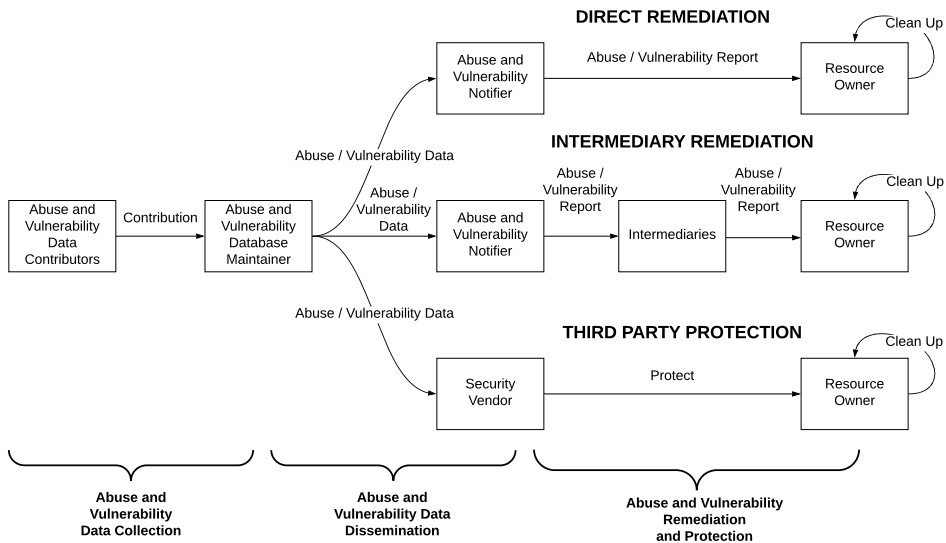 DIRECT REMEDIATION
Clean Up
Abuse and
Vulnerability
Notifier
Abuse / Vulnerability Report
Resource
Owner
INTERMEDIARY REMEDIATION
Abuse / Vulnerability Data
Abuse and
Vulnerability
Data
Contributors
Contribution
Abuse and
Vulnerability
Database
Maintainer
Abuse /
Vulnerability
Data
Abuse and
Vulnerability
Notifier
Abuse /
Vulnerability
Report
Intermediaries
Abuse /
Vulnerability
Report
Resource
Owner
Clean Up
Abuse / Vulnerability Data
THIRD PARTY PROTECTION
Clean Up
Security
Vendor
Protect
Resource
Owner
Abuse and
Vulnerability
Data Collection
Abuse and
Vulnerability Data
Dissemination
Abuse and Vulnerability
Remediation
and Protection